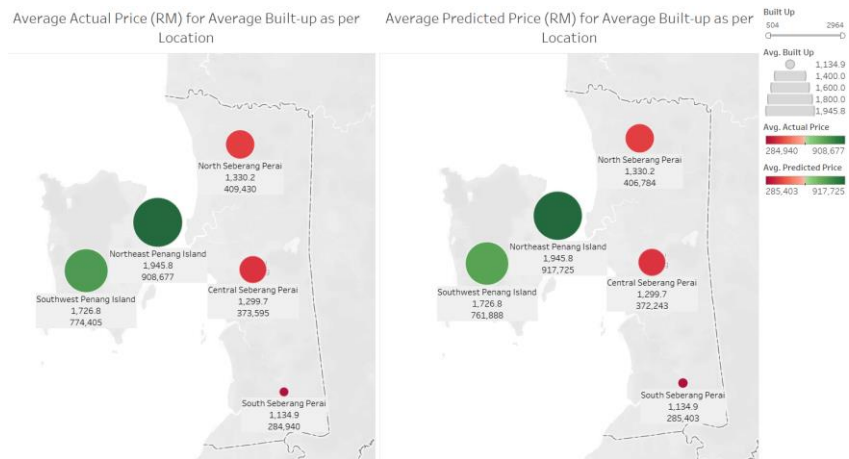 Average Actual Price (RM) for Average Built-up as per
Location
North Seberang Perai
1,330.2
409,430
Northeast Penang Island
1,945.8
908,677
Southwest Penang Island
1,726.8
774,405
Central Seberang Perai
1,299.7
373,595
South Seberang Perai
1,134.9
284,940
Average Predicted Price (RM) for Average Built-up as per
Location
North Seberang Perai
1,330.2
406,784
Northeast Penang Island
1,945.8
917,725
Southwest Penang Island
1,726.8
761,888
Central Seberang Perai
1,299.7
372,243
South Seberang Perai
1,134.9
285,403
Built Up
504 2964
Avg. Built Up
1,134.9
1,400.0
1,600.0
1,800.0
1,945.8
Avg. Actual Price
284,940 908,677
Avg. Predicted Price
285,403 917,725